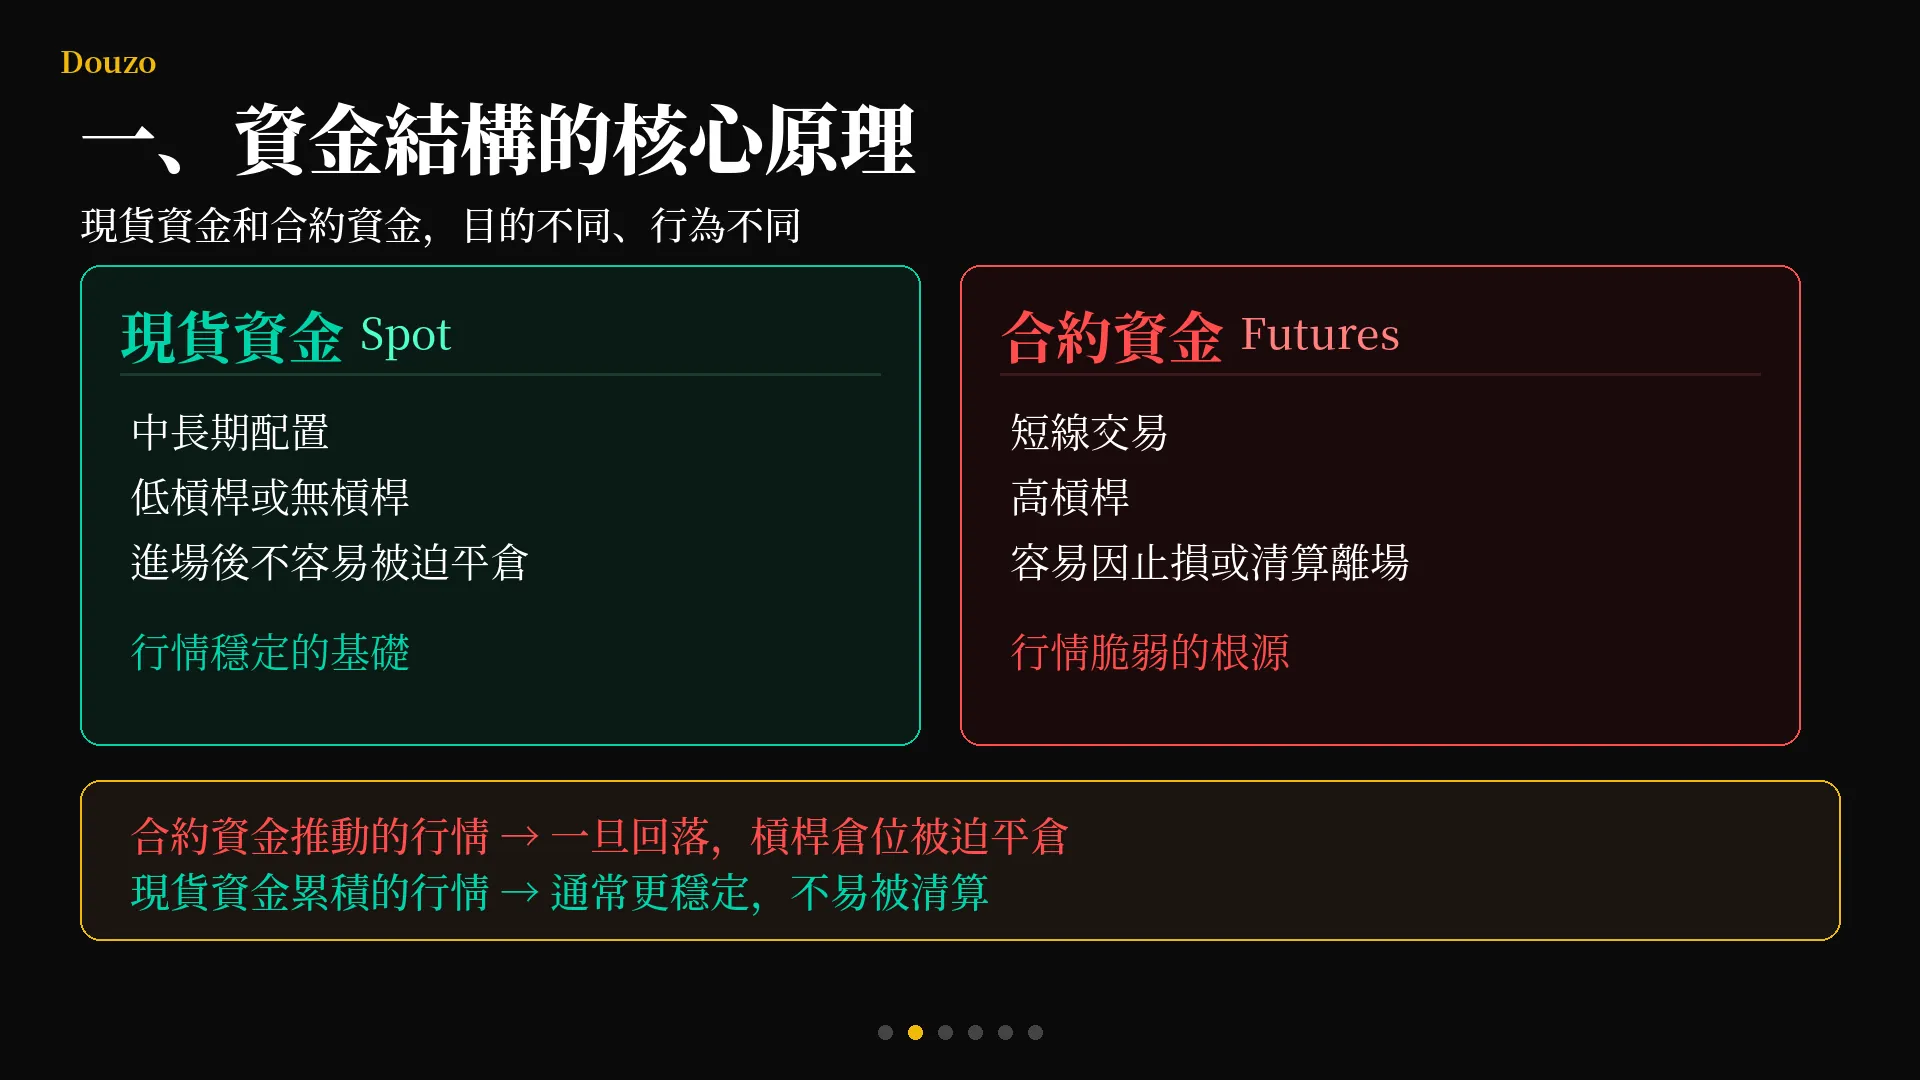 Douzo
一、資金結構的核心原理
現貨資金和合約資金，目的不同、行為不同
現貨資金 Spot
中長期配置
低槓桿或無槓桿
進場後不容易被迫平倉
行情穩定的基礎
合約資金 Futures
短線交易
高槓桿
容易因止損或清算離場
行情脆弱的根源
合約資金推動的行情 → 一旦回落，槓桿倉位被迫平倉
現貨資金累積的行情 → 通常更穩定，不易被清算